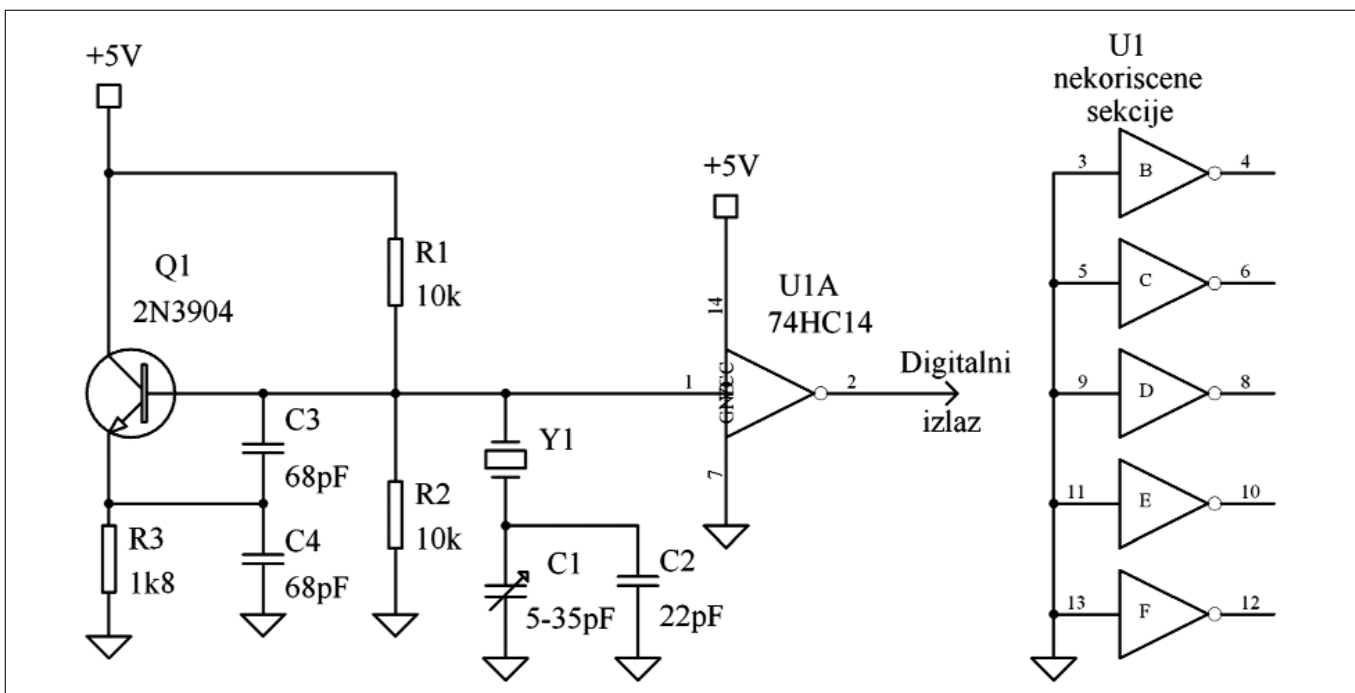 +5V
Q1
2N3904
R1
10k
C3
68pF
R2
10k
R3
1k8
C4
68pF
Y1
C1
5-35pF
C2
22pF
+5V
14
U1A
74HC14
1
GND
VCC
2
7
Digitalni
izlaz
U1
nekoriscene
sekcije
3 B 4
5 C 6
9 D 8
11 E 10
13 F 12